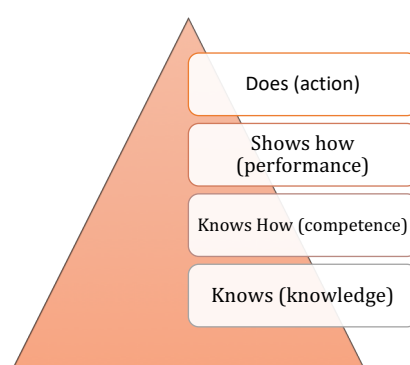 Does (action)
Shows how
(performance)
Knows How (competence)
Knows (knowledge)